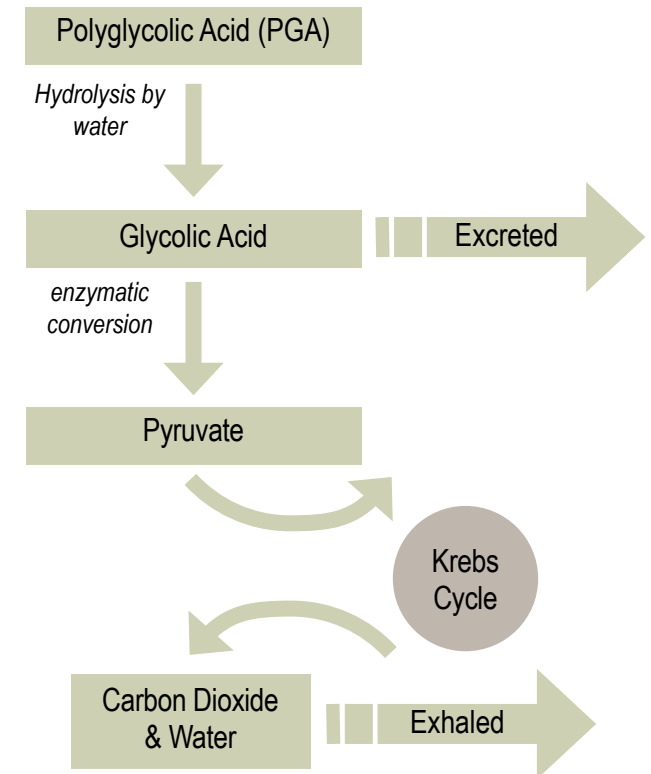 Polyglycolic Acid (PGA)
Hydrolysis by
water
Glycolic Acid
Excreted
enzymatic
conversion
Pyruvate
Krebs
Cycle
Carbon Dioxide
& Water
Exhaled